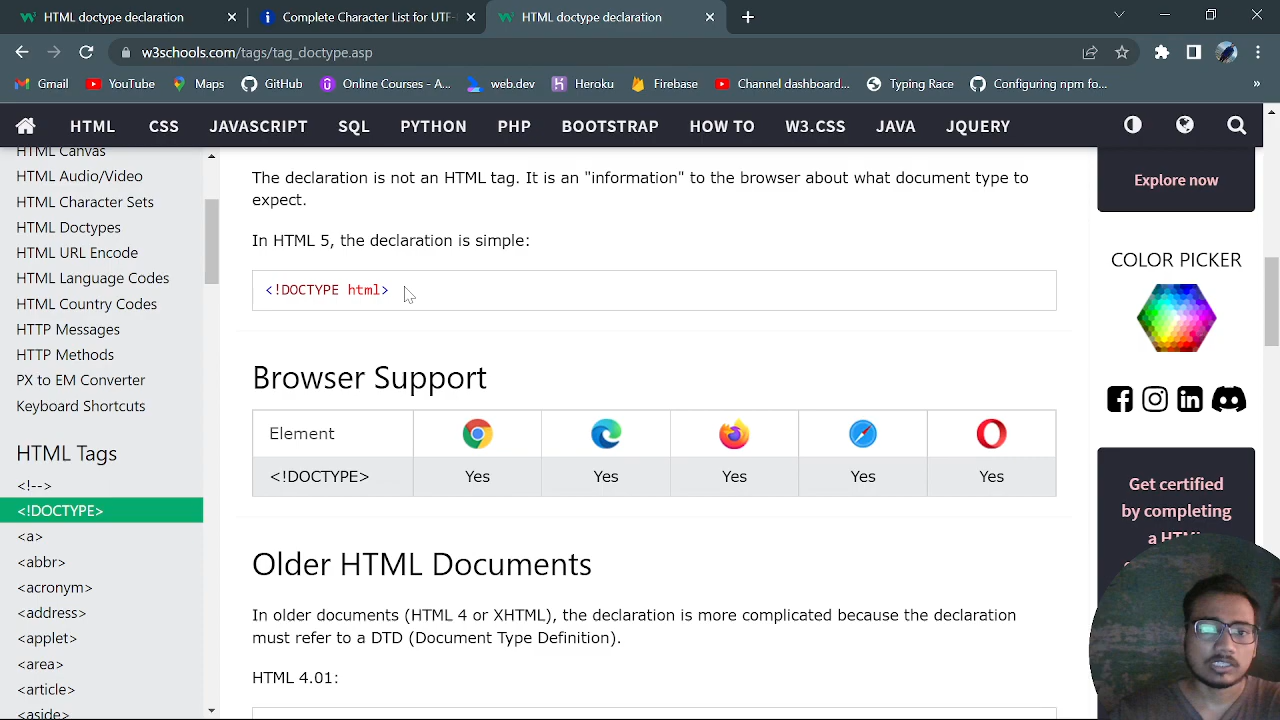 HTML doctype declaration
Complete Character List for UTF-
HTML doctype declaration
w3schools.com/tags/tag_doctype.asp
Gmail
YouTube
Maps
GitHub
Online Courses - A...
web.dev
Heroku
Firebase
Channel dashboard...
Typing Race
Configuring npm fo...
»
HTML
CSS
JAVASCRIPT
SQL
PYTHON
PHP
BOOTSTRAP
HOW TO
W3.CSS
JAVA
JQUERY
HTML Canvas
HTML Audio/Video
HTML Character Sets
HTML Doctypes
HTML URL Encode
HTML Language Codes
HTML Country Codes
HTTP Messages
HTTP Methods
PX to EM Converter
Keyboard Shortcuts
HTML Tags
<!-->
<!DOCTYPE>
<a>
<abbr>
<acronym>
<address>
<applet>
<area>
<article>
<aside>
The declaration is not an HTML tag. It is an "information" to the browser about what document type to
expect.
In HTML 5, the declaration is simple:
<!DOCTYPE html>
Browser Support
Element
<!DOCTYPE>
Yes
Yes
Yes
Yes
Yes
Older HTML Documents
In older documents (HTML 4 or XHTML), the declaration is more complicated because the declaration
must refer to a DTD (Document Type Definition).
HTML 4.01:
Explore now
COLOR PICKER
Get certified
by completing
a HTML